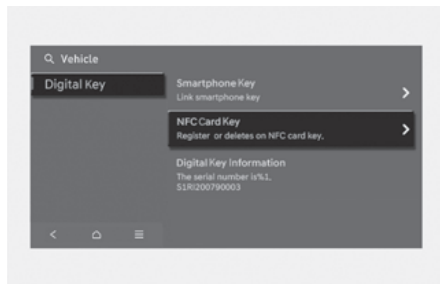 Vehicle
Digital Key
Smartphone Key
Link smartphone key
NFC Card Key
Register or deletes on NFC card key.
Digital Key Information
The serial number is%1.
S1RI200790003